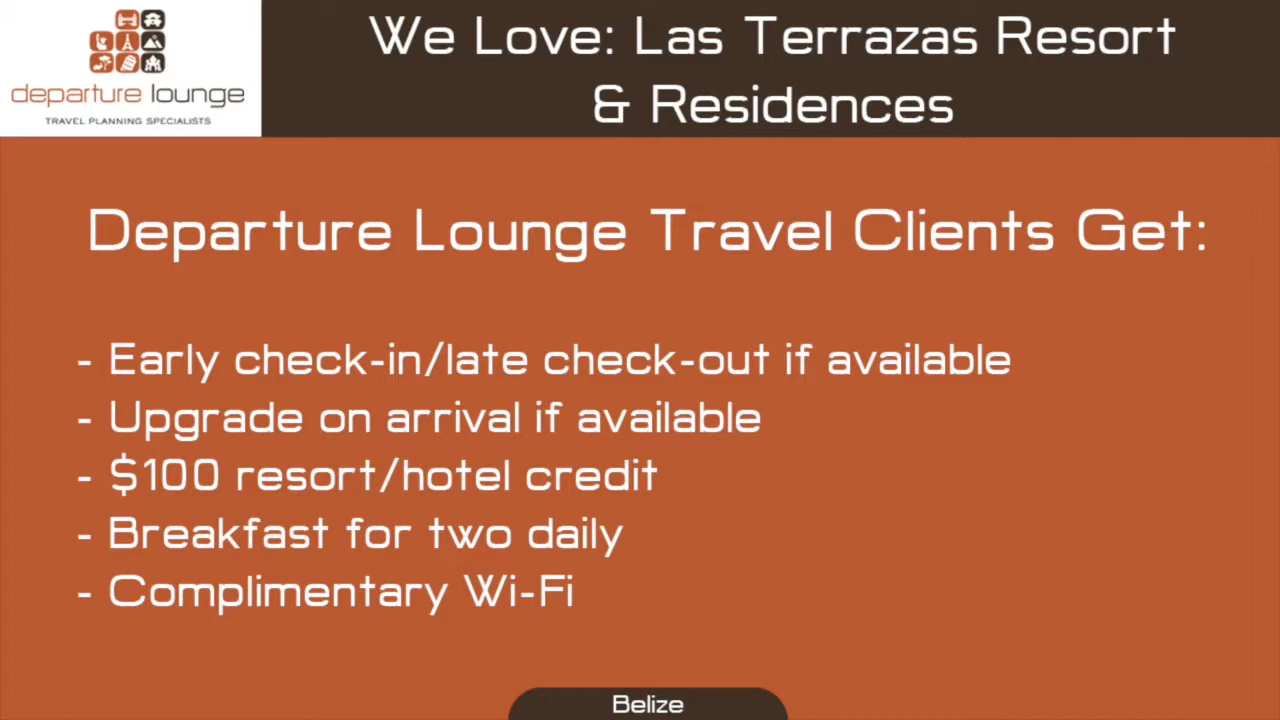 departure lounge
TRAVEL PLANNING SPECIALISTS
We Love: Las Terrazas Resort
& Residences
Departure Lounge Travel Clients Get:
- Early check-in/late check-out if available
- Upgrade on arrival if available
- $100 resort/hotel credit
- Breakfast for two daily
- Complimentary Wi-Fi
Belize